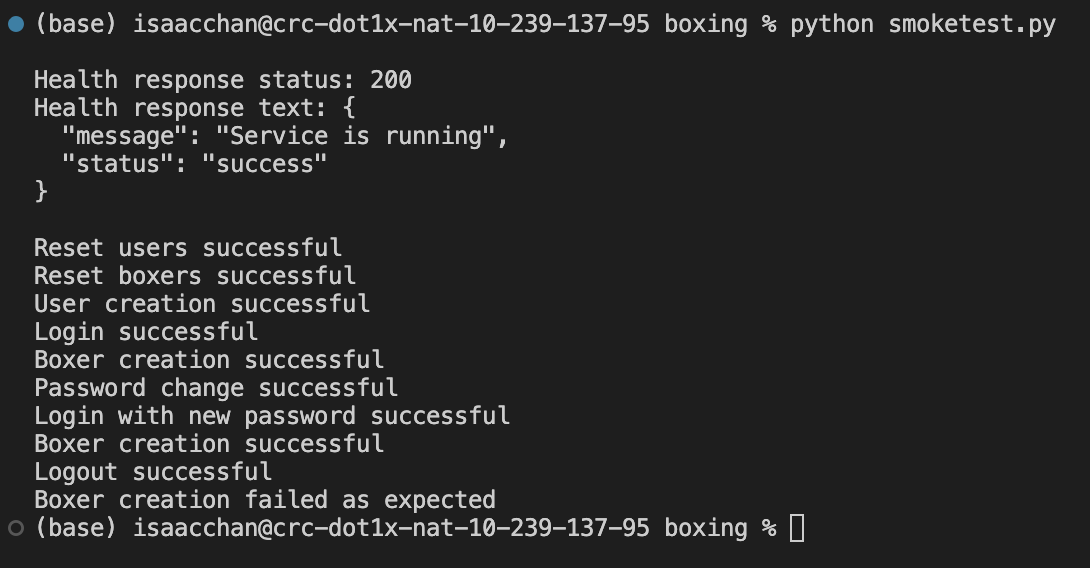 (base) isaacchan@crc-dot1x-nat-10-239-137-95 boxing % python smoketest.py
Health response status: 200
Health response text: {
  "message": "Service is running",
  "status": "success"
}
Reset users successful
Reset boxers successful
User creation successful
Login successful
Boxer creation successful
Password change successful
Login with new password successful
Boxer creation successful
Logout successful
Boxer creation failed as expected
(base) isaacchan@crc-dot1x-nat-10-239-137-95 boxing %